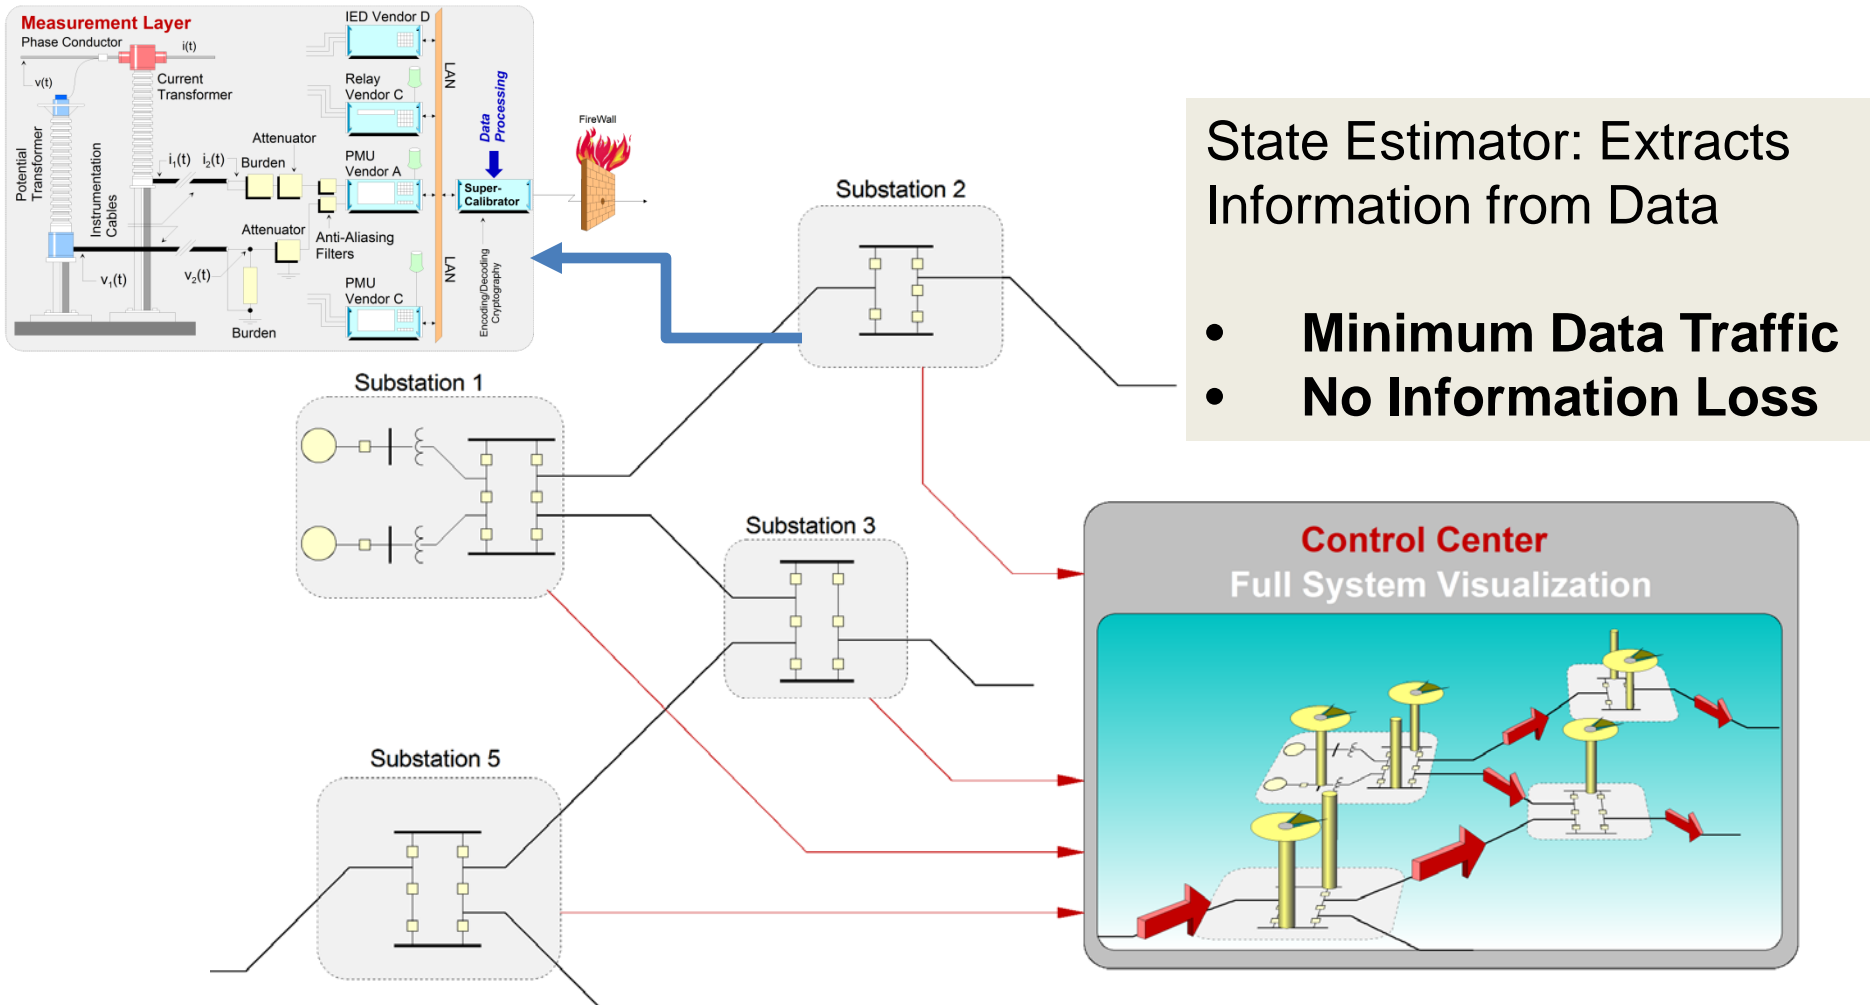 Measurement Layer
Phase Conductor
i(t)
v(t)
Current
Transformer
Potential
Transformer
Instrumentation
Cables
i1(t)
i2(t)
Burden
Attenuator
Attenuator
Anti-Aliasing
Filters
v1(t)
v2(t)
Burden
IED Vendor D
Relay
Vendor C
PMU
Vendor A
PMU
Vendor C
LAN
LAN
Data
Processing
Super-
Calibrator
Encoding/Decoding
Cryptography
FireWall
State Estimator: Extracts
Information from Data
• Minimum Data Traffic
• No Information Loss
Substation 2
Substation 1
Substation 3
Substation 5
Control Center
Full System Visualization